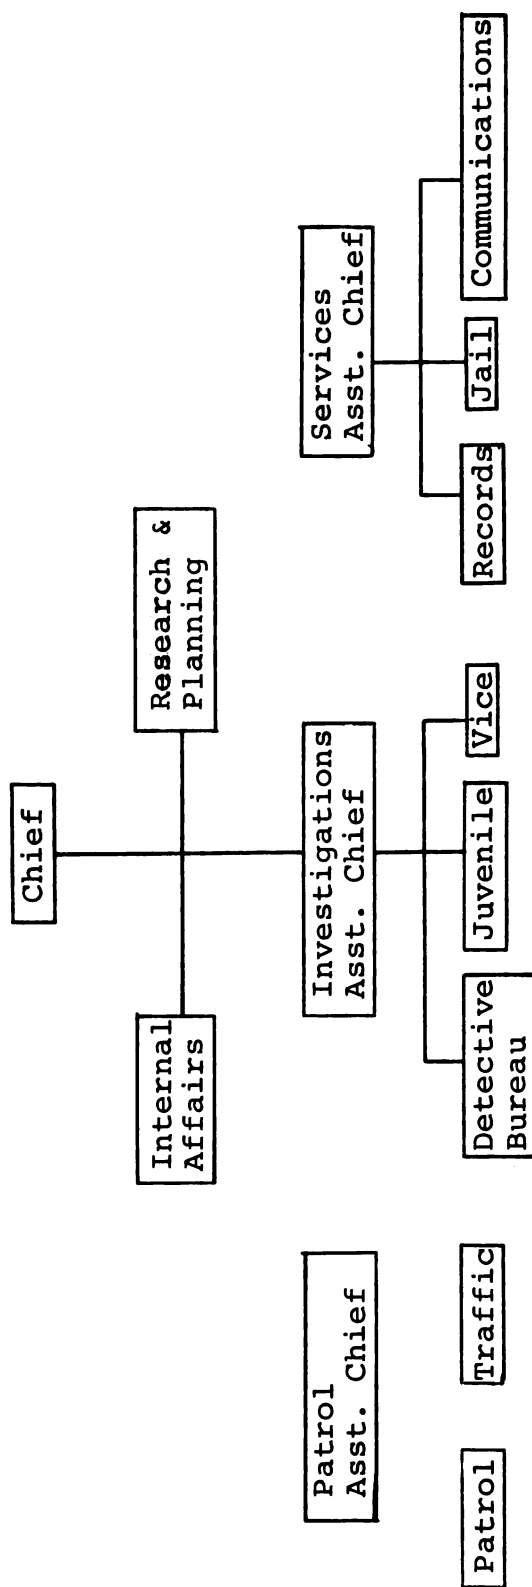 Chief
Internal
Affairs
Research &
Planning
Patrol
Asst. Chief
Investigations
Asst. Chief
Services
Asst. Chief
Patrol
Traffic
Detective
Bureau
Juvenile
Vice
Records
Jail
Communications